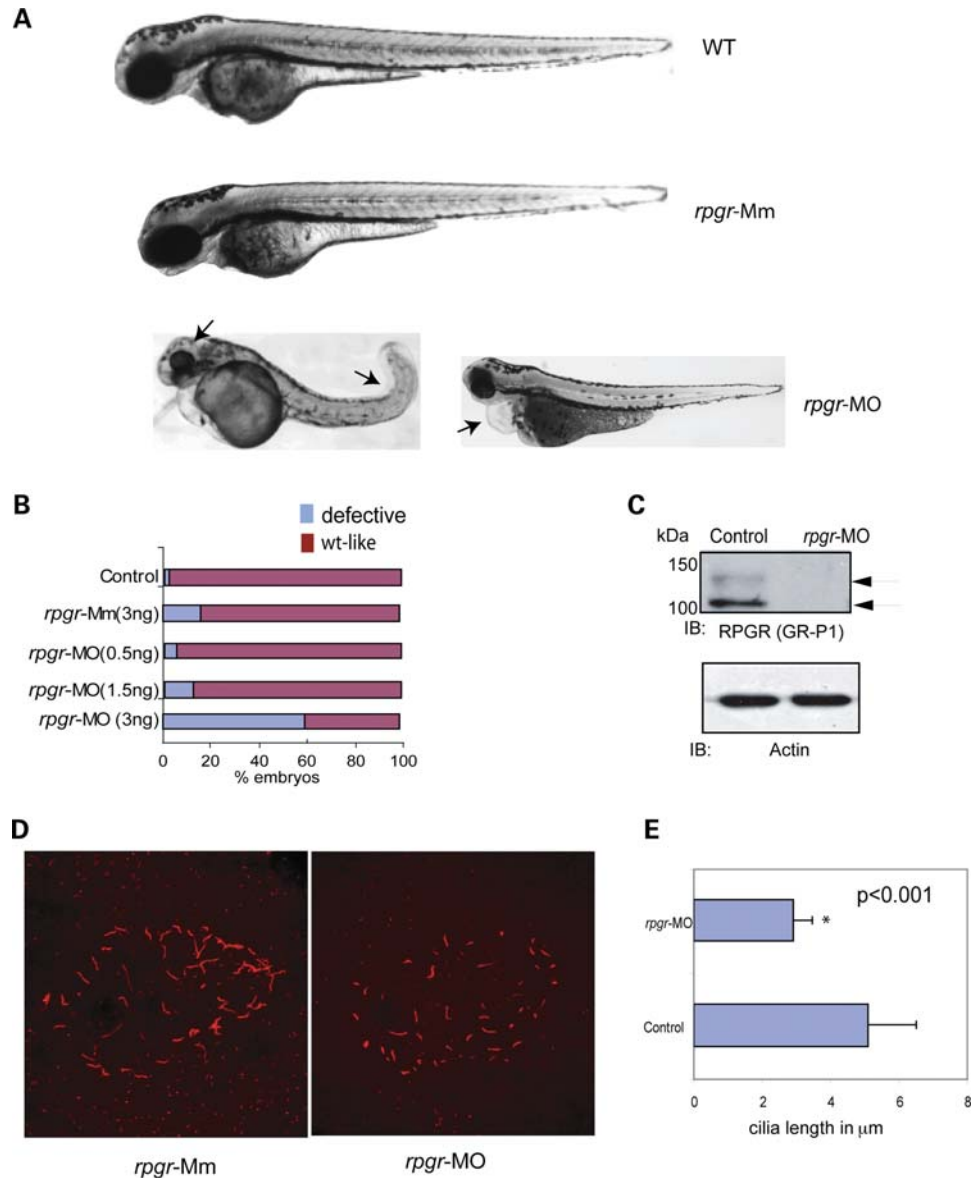 A
WT
rpgr-Mm
rpgr-MO
B
defective
wt-like
Control
rpgr-Mm(3ng)
rpgr-MO(0.5ng)
rpgr-MO(1.5ng)
rpgr-MO (3ng)
0 20 40 60 80 100
% embryos
C
kDa Control rpgr-MO
150
100
IB: RPGR (GR-P1)
IB: Actin
D
rpgr-Mm rpgr-MO
E
p<0.001
rpgr-MO *
Control
0 2 4 6 8
cilia length in μm